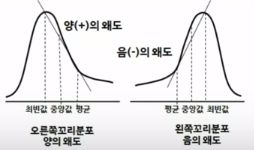 양(+)의 왜도
음(-)의 왜도
최빈값 중앙값 평균
평균 중앙값 최빈값
오른쪽꼬리분포
양의 왜도
왼쪽꼬리분포
음의 왜도